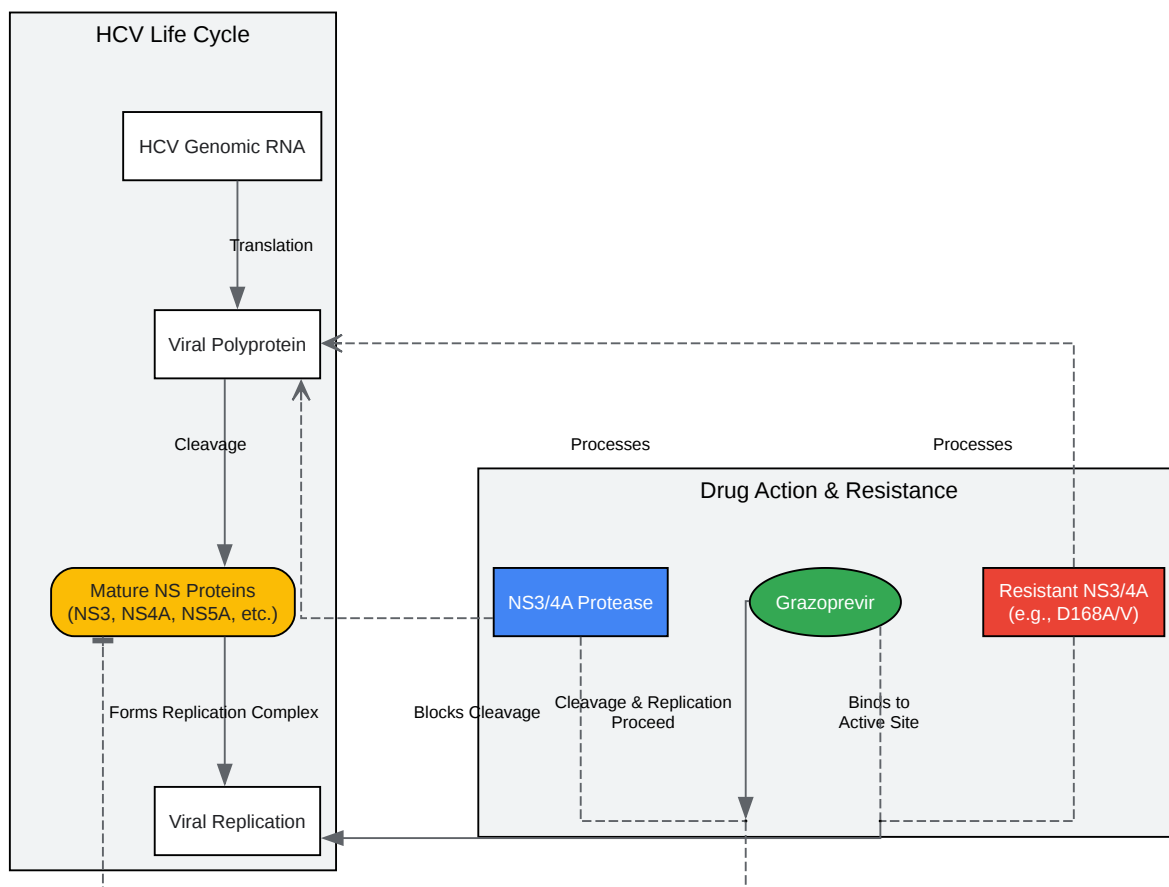 HCV Life Cycle
HCV Genomic RNA
Translation
Viral Polyprotein
Cleavage
Processes
Processes
Drug Action & Resistance
Mature NS Proteins
(NS3, NS4A, NS5A, etc.)
NS3/4A Protease
Grazoprevir
Resistant NS3/4A
(e.g., D168A/V)
Forms Replication Complex
Blocks Cleavage
Cleavage & Replication
Proceed
Binds to
Active Site
Viral Replication